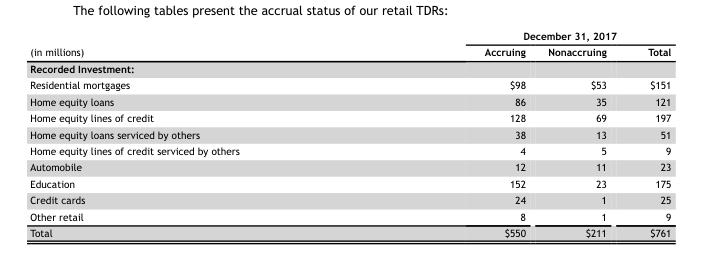 The following tables present the accrual status of our retail TDRs:
December 31, 2017
(in millions) Accruing Nonaccruing Total
Recorded Investment:
Residential mortgages $98 $53 $151
Home equity loans 86 35 121
Home equity lines of credit 128 69 197
Home equity loans serviced by others 38 13 51
Home equity lines of credit serviced by others 4 5 9
Automobile 12 11 23
Education 152 23 175
Credit cards 24 1 25
Other retail 8 1 9
Total $550 $211 $761